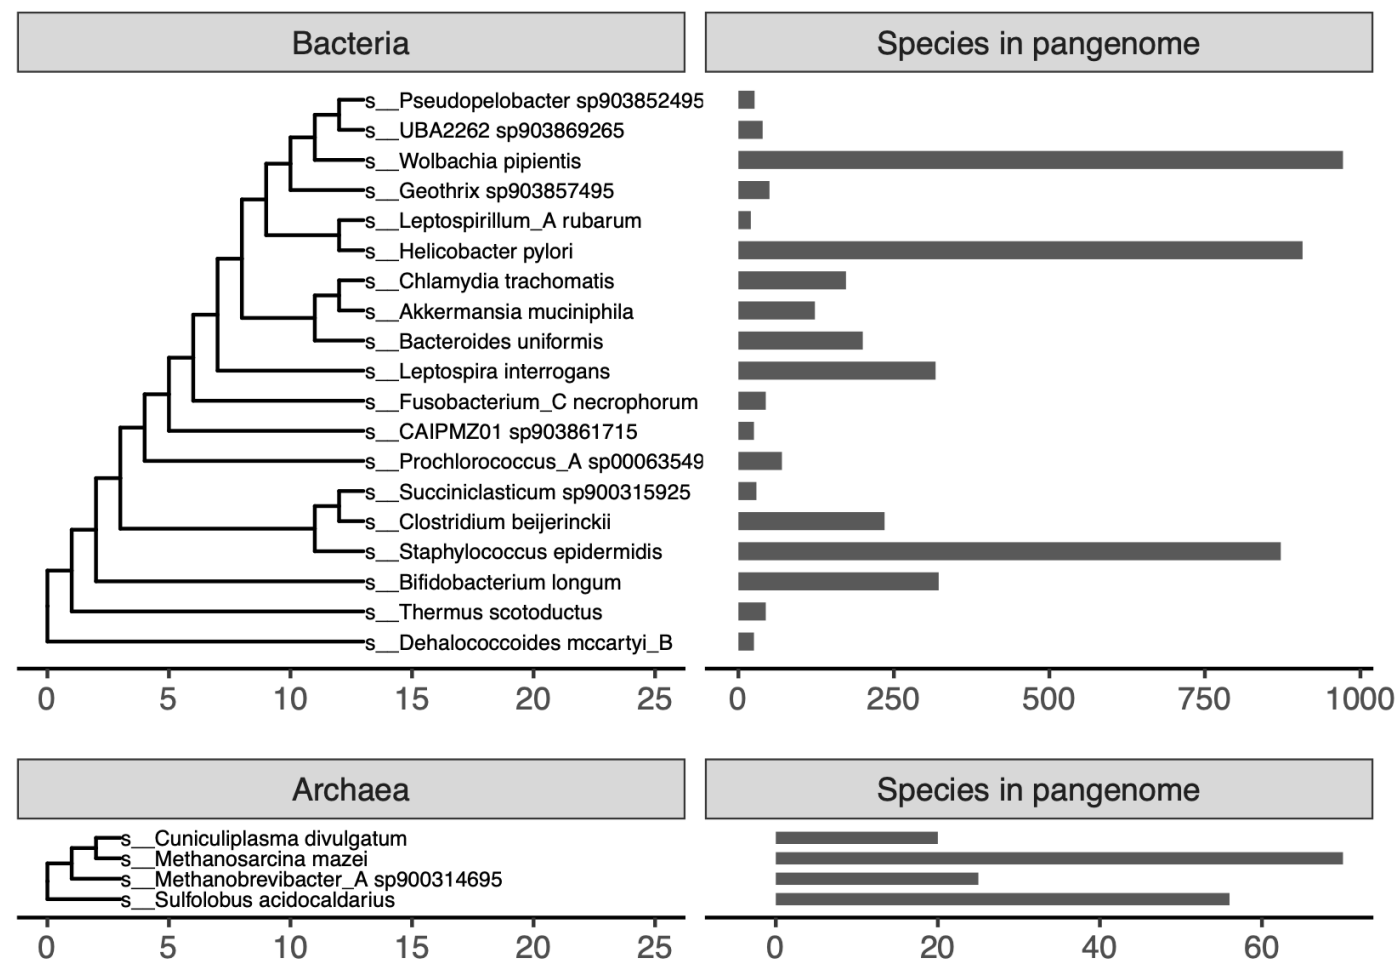 Bacteria
Species in pangenome
s__Pseudopelobacter sp903852495
s__UBA2262 sp903869265
s__Wolbachia pipientis
s__Geothrix sp903857495
s__Leptospirillum_A rubarum
s__Helicobacter pylori
s__Chlamydia trachomatis
s__Akkermansia muciniphila
s__Bacteroides uniformis
s__Leptospira interrogans
s__Fusobacterium_C necrophorum
s__CAIPMZ01 sp903861715
s__Prochlorococcus_A sp00063549
s__Succiniclasticum sp900315925
s__Clostridium beijerinckii
s__Staphylococcus epidermidis
s__Bifidobacterium longum
s__Thermus scotoductus
s__Dehalococcoides mccartyi_B
0 5 10 15 20 25
0 250 500 750 1000
Archaea
Species in pangenome
s__Cuniculiplasma divulgatum
s__Methanosarcina mazei
s__Methanobrevibacter_A sp900314695
s__Sulfolobus acidocaldarius
0 5 10 15 20 25
0 20 40 60